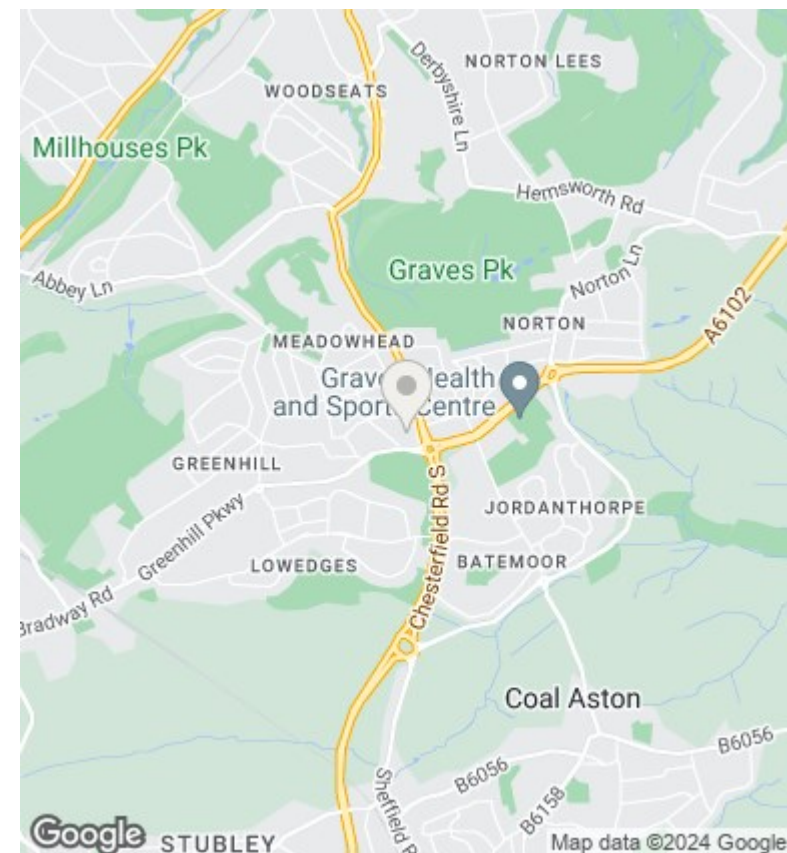 NORTON LEES
Derbyshire Ln
WOODSEATS
Millhouses Pk
Hemsworth Rd
Graves Pk
Norton Ln
Abbey Ln
NORTON
A6102
MEADOWHEAD
Graves Health
and Sports Centre
GREENHILL
Chesterfield Rd S
JORDANTHORPE
Greenhill Pkwy
LOWEDGES
BATEMOOR
Bradway Rd
Coal Aston
B6056
B6056
B6158
Sheffield R
Google
STUBLEY
Map data ©2024 Google